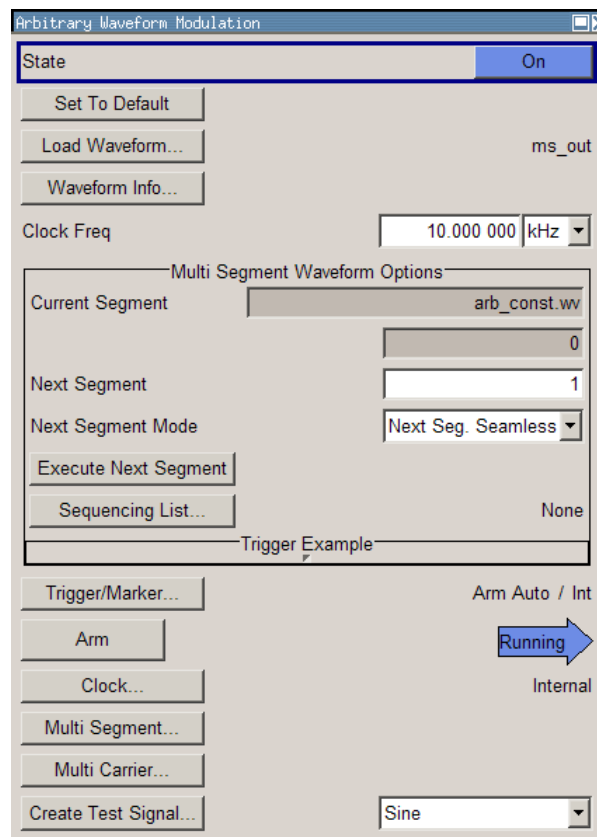 Arbitrary Waveform Modulation
State On
Set To Default
Load Waveform... ms_out
Waveform Info...
Clock Freq 10.000 000 kHz
Multi Segment Waveform Options
Current Segment arb_const.wv
0
Next Segment 1
Next Segment Mode Next Seg. Seamless
Execute Next Segment
Sequencing List... None
Trigger Example
Trigger/Marker... Arm Auto / Int
Arm Running
Clock... Internal
Multi Segment...
Multi Carrier...
Create Test Signal... Sine